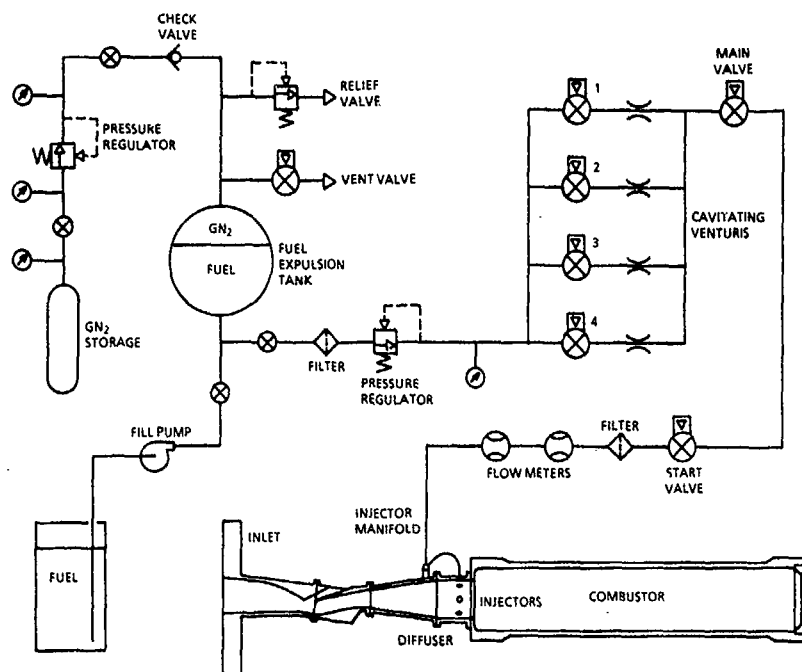 CHECK
VALVE
RELIEF
VALVE
PRESSURE
REGULATOR
VENT VALVE
GN₂
FUEL
FUEL
EXPULSION
TANK
GN₂
STORAGE
1
2
3
4
MAIN
VALVE
CAVITATING
VENTURIS
FILTER
PRESSURE
REGULATOR
FILL PUMP
FUEL
FLOW METERS
FILTER
START
VALVE
INJECTOR
MANIFOLD
INLET
DIFFUSER
INJECTORS
COMBUSTOR